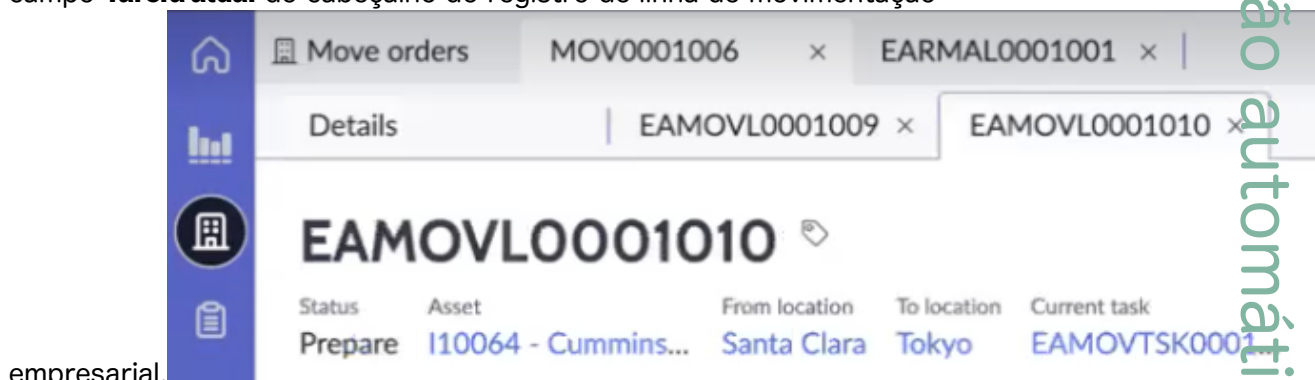 Move orders MOV0001006 × EARMAL0001001 ×
Details EAMOVL0001009 × EAMOVL0001010 ×
EAMOVL0001010
Status Asset From location To location Current task
Prepare I10064 - Cummins... Santa Clara Tokyo EAMOVTSK0001...
empresarial.